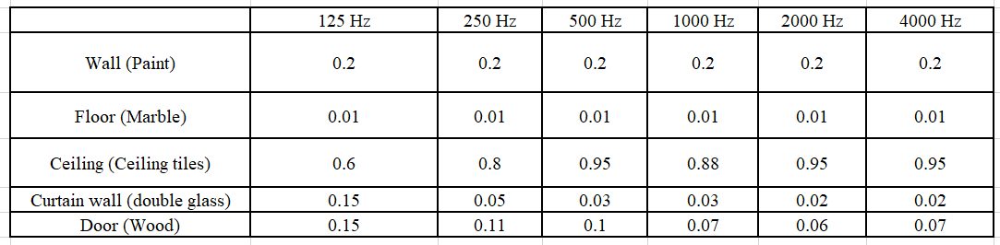 125 Hz 250 Hz 500 Hz 1000 Hz 2000 Hz 4000 Hz
Wall (Paint) 0.2 0.2 0.2 0.2 0.2 0.2
Floor (Marble) 0.01 0.01 0.01 0.01 0.01 0.01
Ceiling (Ceiling tiles) 0.6 0.8 0.95 0.88 0.95 0.95
Curtain wall (double glass) 0.15 0.05 0.03 0.03 0.02 0.02
Door (Wood) 0.15 0.11 0.1 0.07 0.06 0.07